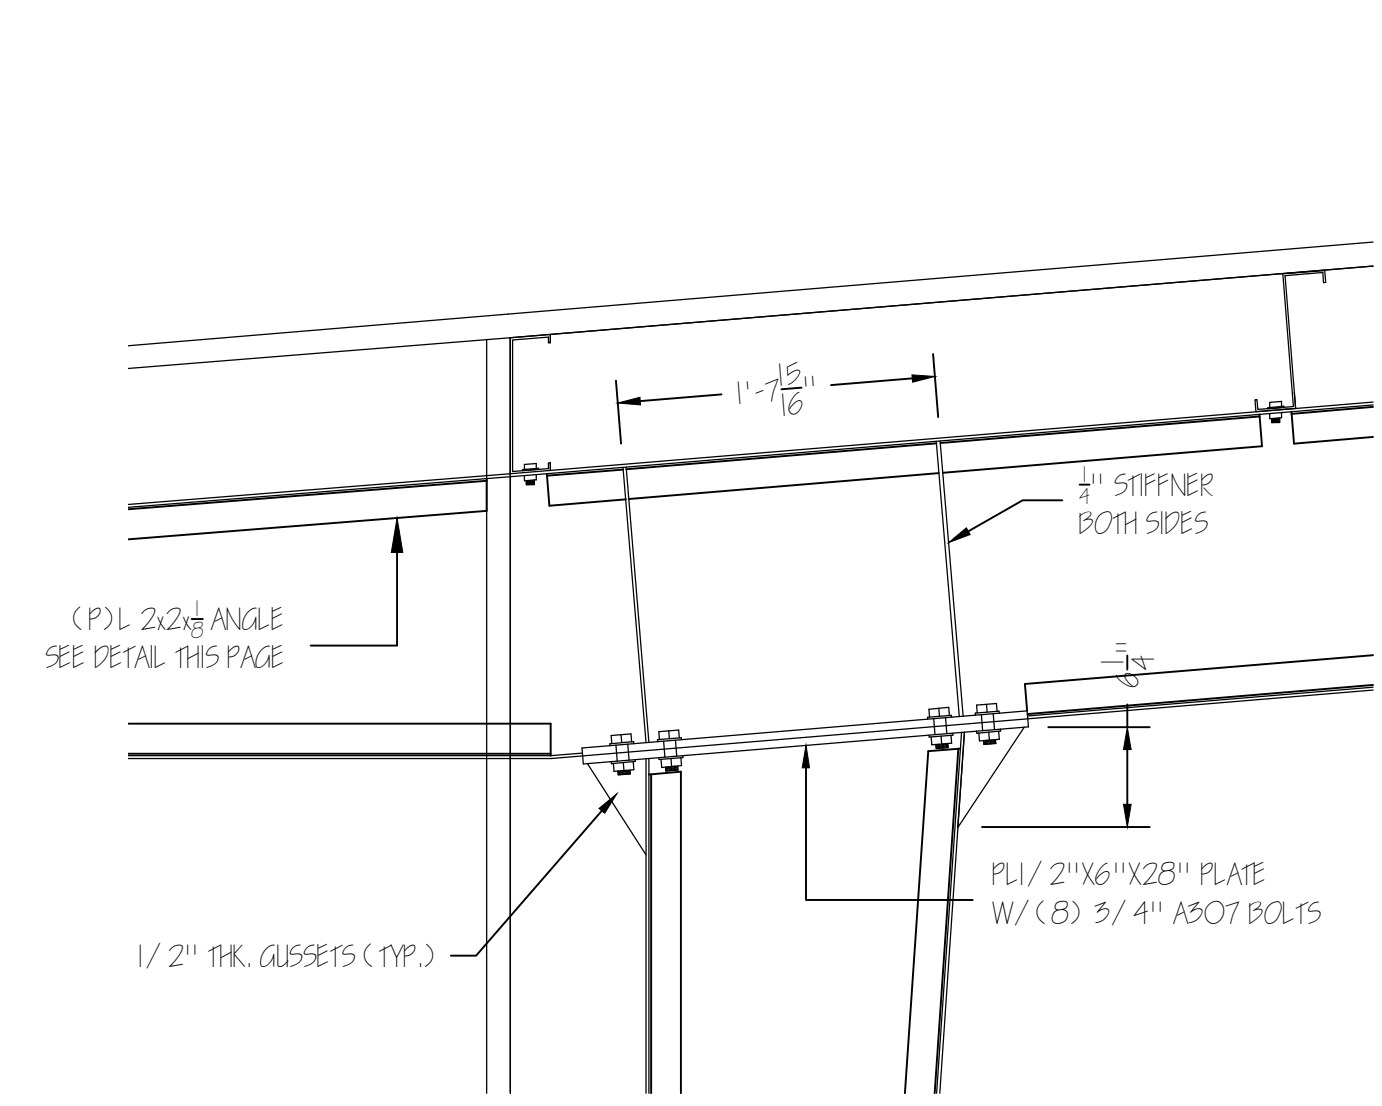 1'-7 15/16"
1/4" STIFFNER
BOTH SIDES
(P)L 2x2x1/8 ANGLE
SEE DETAIL THIS PAGE
6 1/4"
PL1/2"X6"X28" PLATE
W/(8) 3/4" A307 BOLTS
1/2" THK. GUSSETS (TYP.)